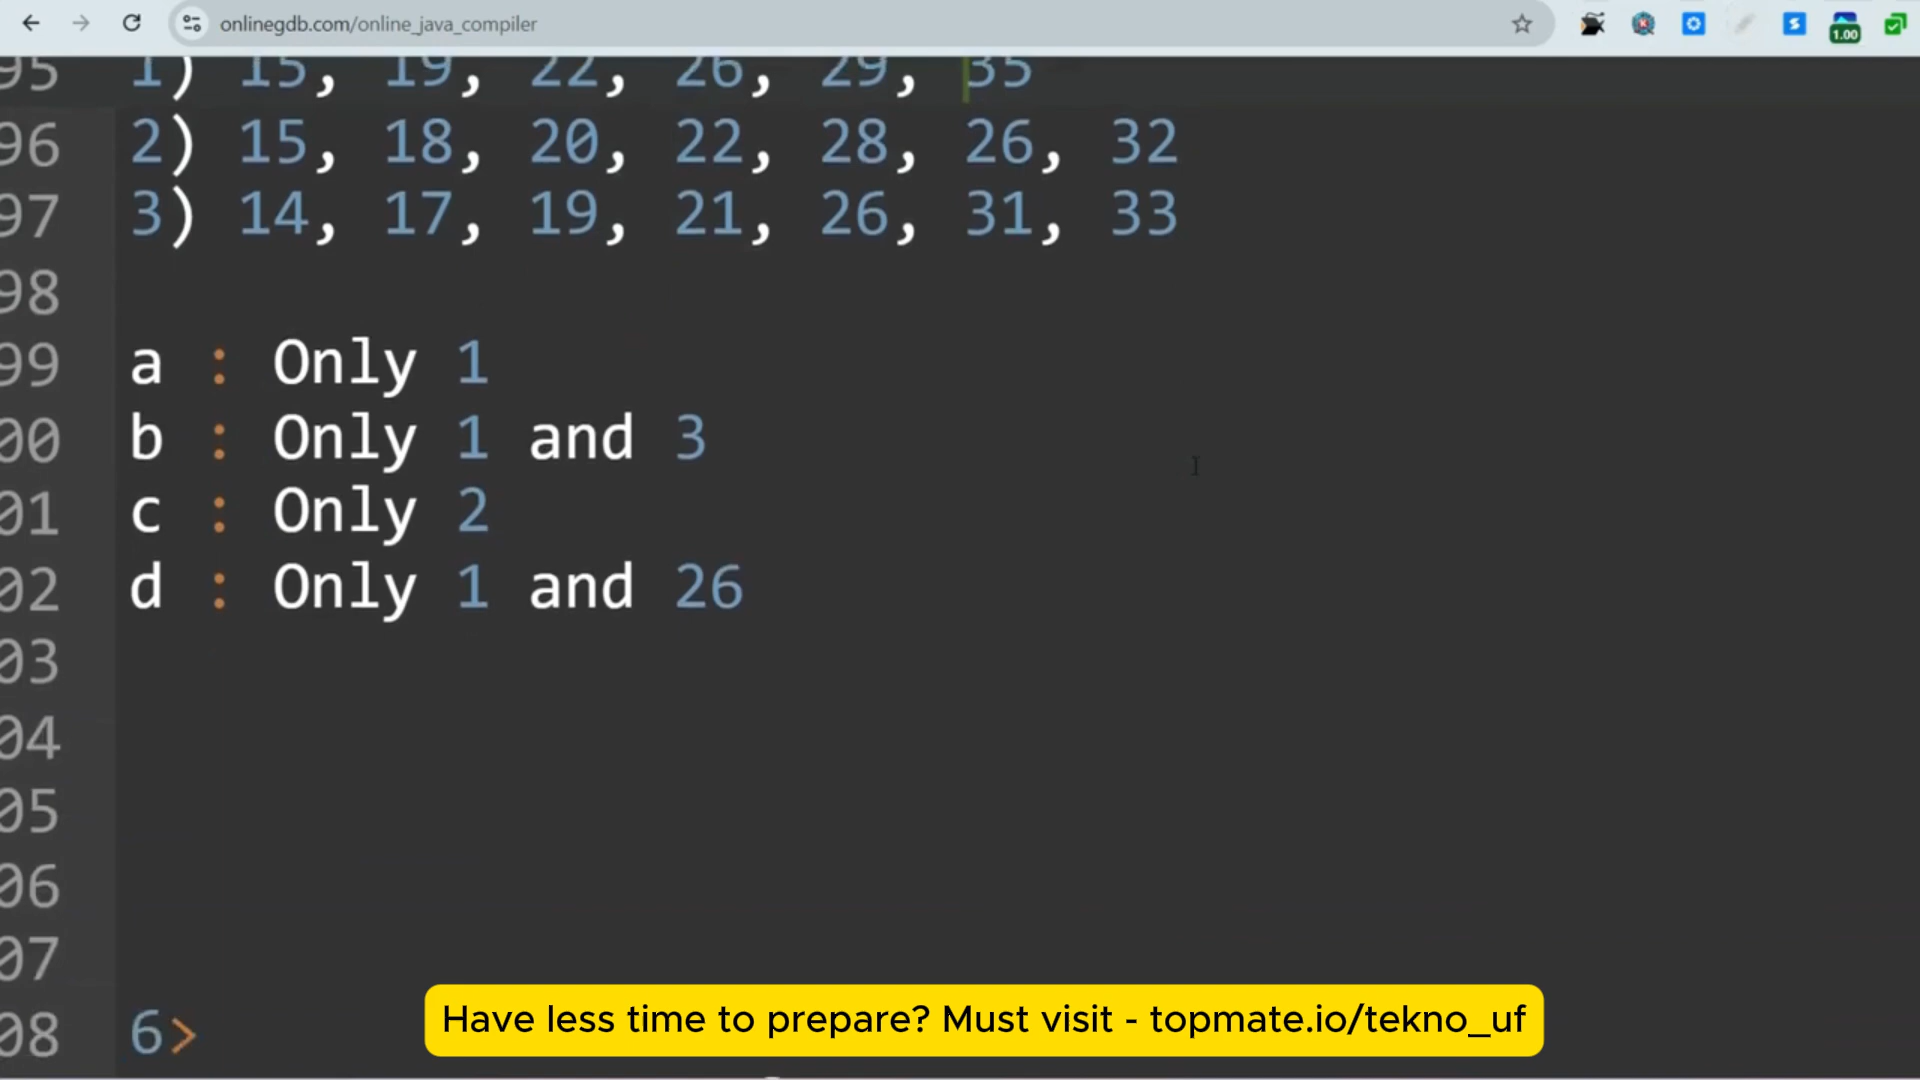 onlinegdb.com/online_java_compiler
1.00
95 1) 15, 19, 22, 26, 29, 35
96 2) 15, 18, 20, 22, 28, 26, 32
97 3) 14, 17, 19, 21, 26, 31, 33
98
99 a : Only 1
00 b : Only 1 and 3
01 c : Only 2
02 d : Only 1 and 26
03
04
05
06
07
08 6>
Have less time to prepare? Must visit - topmate.io/tekno_uf